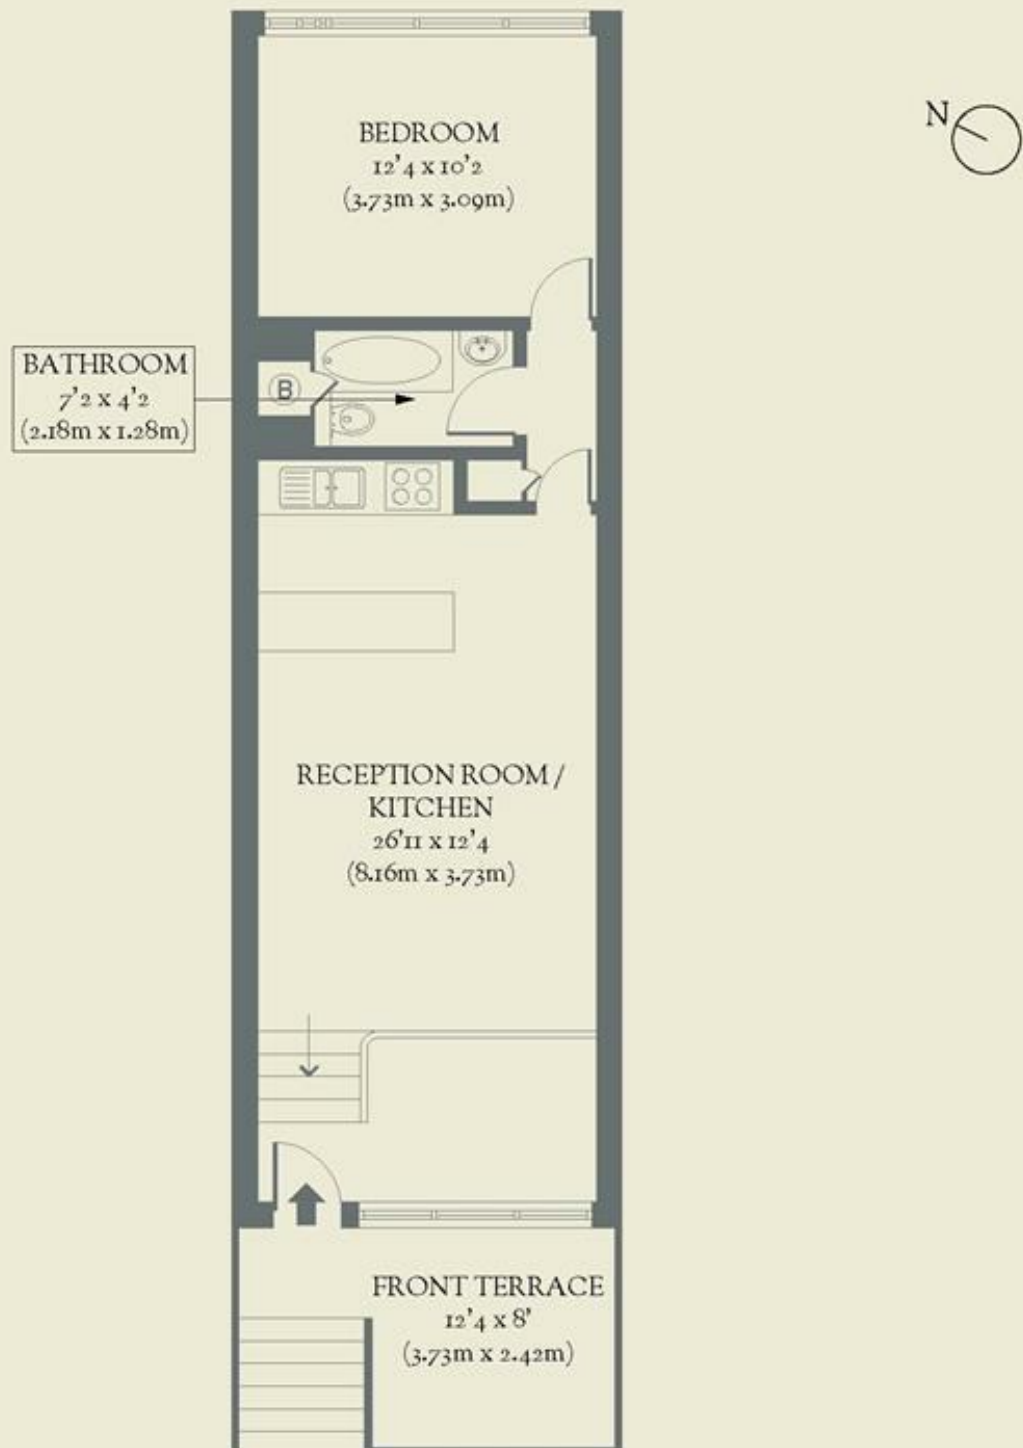 BEDROOM
12'4 x 10'2
(3.73m x 3.09m)
N
BATHROOM
7'2 x 4'2
(2.18m x 1.28m)
B
RECEPTION ROOM /
KITCHEN
26'11 x 12'4
(8.16m x 3.73m)
FRONT TERRACE
12'4 x 8'
(3.73m x 2.42m)